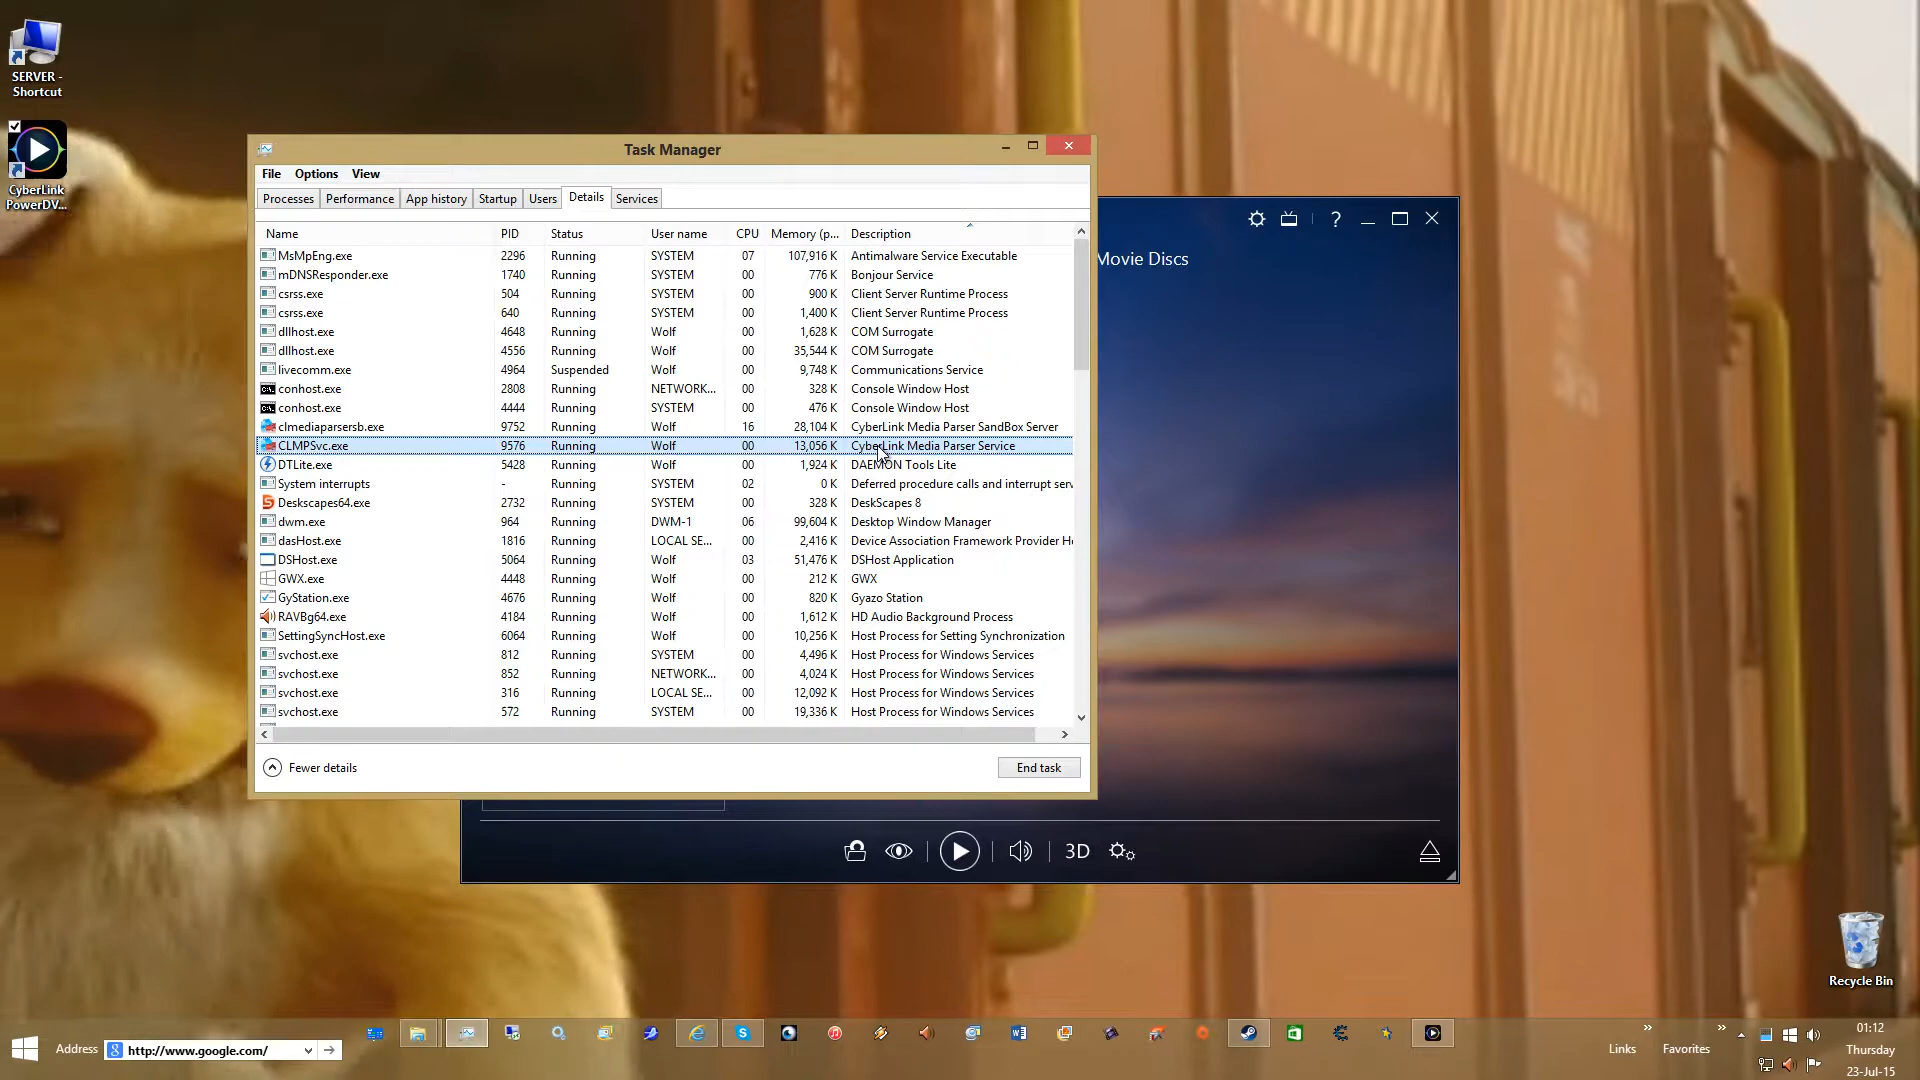 SERVER -
Shortcut
CyberLink
PowerDV...
Task Manager
File Options View
Processes Performance App history Startup Users Details Services
Name PID Status User name CPU Memory (p... Description
MsMpEng.exe 2296 Running SYSTEM 07 107,916 K Antimalware Service Executable
mDNSResponder.exe 1740 Running SYSTEM 00 776 K Bonjour Service
csrss.exe 504 Running SYSTEM 00 900 K Client Server Runtime Process
csrss.exe 640 Running SYSTEM 00 1,400 K Client Server Runtime Process
dllhost.exe 4648 Running Wolf 00 1,628 K COM Surrogate
dllhost.exe 4556 Running Wolf 00 35,544 K COM Surrogate
livecomm.exe 4964 Suspended Wolf 00 9,748 K Communications Service
conhost.exe 2808 Running NETWORK... 00 328 K Console Window Host
conhost.exe 4444 Running SYSTEM 00 476 K Console Window Host
clmediaparsersb.exe 9752 Running Wolf 16 28,104 K CyberLink Media Parser SandBox Server
CLMPSvc.exe 9576 Running Wolf 00 13,056 K CyberLink Media Parser Service
DTLite.exe 5428 Running Wolf 00 1,924 K DAEMON Tools Lite
System interrupts - Running SYSTEM 02 0 K Deferred procedure calls and interrupt serv
Deskscapes64.exe 2732 Running SYSTEM 00 328 K DeskScapes 8
dwm.exe 964 Running DWM-1 06 99,604 K Desktop Window Manager
dasHost.exe 1816 Running LOCAL SE... 00 2,416 K Device Association Framework Provider H
DSHost.exe 5064 Running Wolf 03 51,476 K DSHost Application
GWX.exe 4448 Running Wolf 00 212 K GWX
GyStation.exe 4676 Running Wolf 00 820 K Gyazo Station
RAVBg64.exe 4184 Running Wolf 00 1,612 K HD Audio Background Process
SettingSyncHost.exe 6064 Running Wolf 00 10,256 K Host Process for Setting Synchronization
svchost.exe 812 Running SYSTEM 00 4,496 K Host Process for Windows Services
svchost.exe 852 Running NETWORK... 00 4,024 K Host Process for Windows Services
svchost.exe 316 Running LOCAL SE... 00 12,092 K Host Process for Windows Services
svchost.exe 572 Running SYSTEM 00 19,336 K Host Process for Windows Services
Fewer details End task
?
Movie Discs
3D
Recycle Bin
Address http://www.google.com/
Links Favorites
01:12
Thursday
23-Jul-15